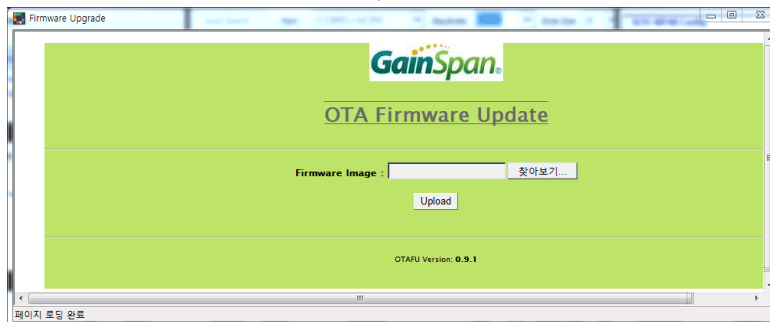 Firmware Upgrade
GainSpan®
OTA Firmware Update
Firmware Image :
찾아보기...
Upload
OTAFU Version: 0.9.1
페이지 로딩 완료